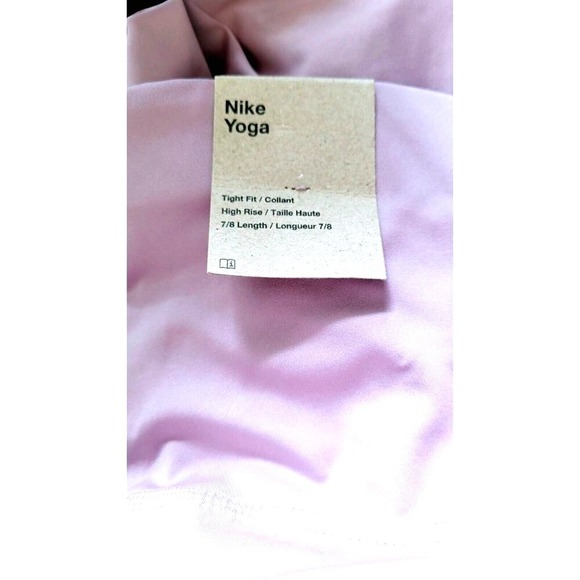 Nike
Yoga
Tight Fit / Collant
High Rise / Taille Haute
7/8 Length / Longueur 7/8
i